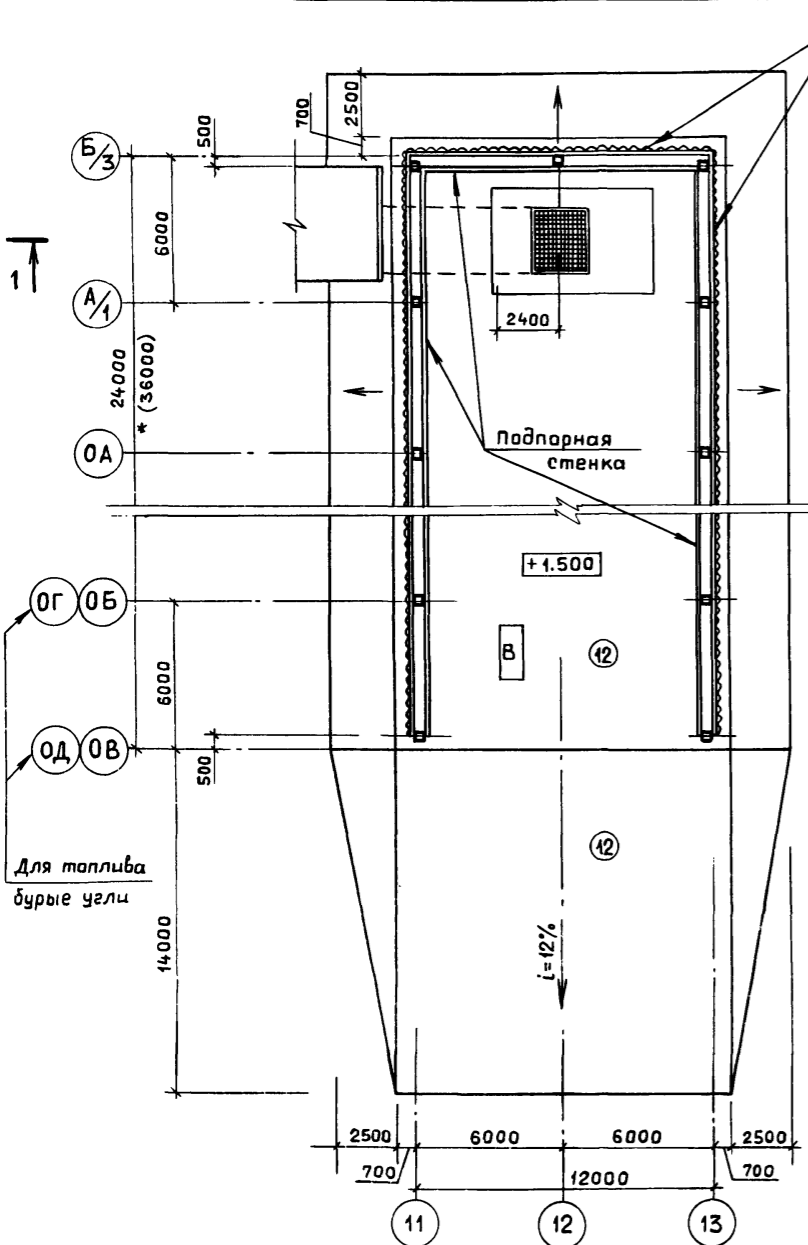 2500
700
500
Б/3
6000
1
А/1
2400
24000
* (36000)
ОА
Подпорная
стенка
+1.500
ОГ
ОБ
В
12
6000
ОД
ОВ
500
12
Для топлива
бурые угли
14000
i=12%
2500
6000
6000
2500
700
12000
700
11
12
13